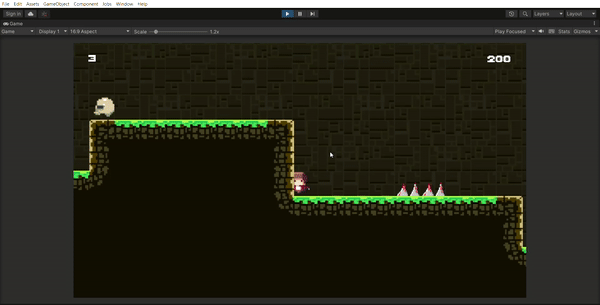 File Edit Assets GameObject Component Jobs Window Help
Sign in Layers Layout
Game
Game Display 1 16:9 Aspect Scale 1.2x Play Focused Stats Gizmos
3 200